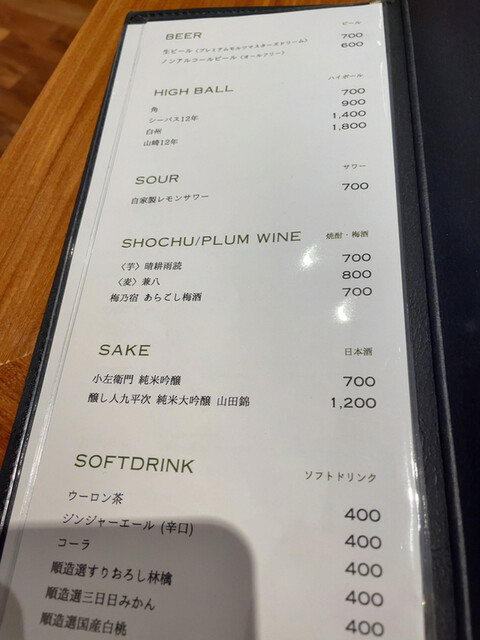 BEER ビール
生ビール (プレミアムモルツマスターズドリーム) 700
ノンアルコールビール (オールフリー) 600
HIGH BALL ハイボール
角 700
シーバス12年 900
白州 1,400
山崎12年 1,800
SOUR サワー
自家製レモンサワー 700
SHOCHU/PLUM WINE 焼酎・梅酒
〈芋〉晴耕雨読 700
〈麦〉兼八 800
梅乃宿 あらごし梅酒 700
SAKE 日本酒
小左衛門 純米吟醸 700
醸し人九平次 純米大吟醸 山田錦 1,200
SOFTDRINK ソフトドリンク
ウーロン茶 400
ジンジャーエール (辛口) 400
コーラ 400
順造選すりおろし林檎 400
順造選三日日みかん 400
順造選国産白桃